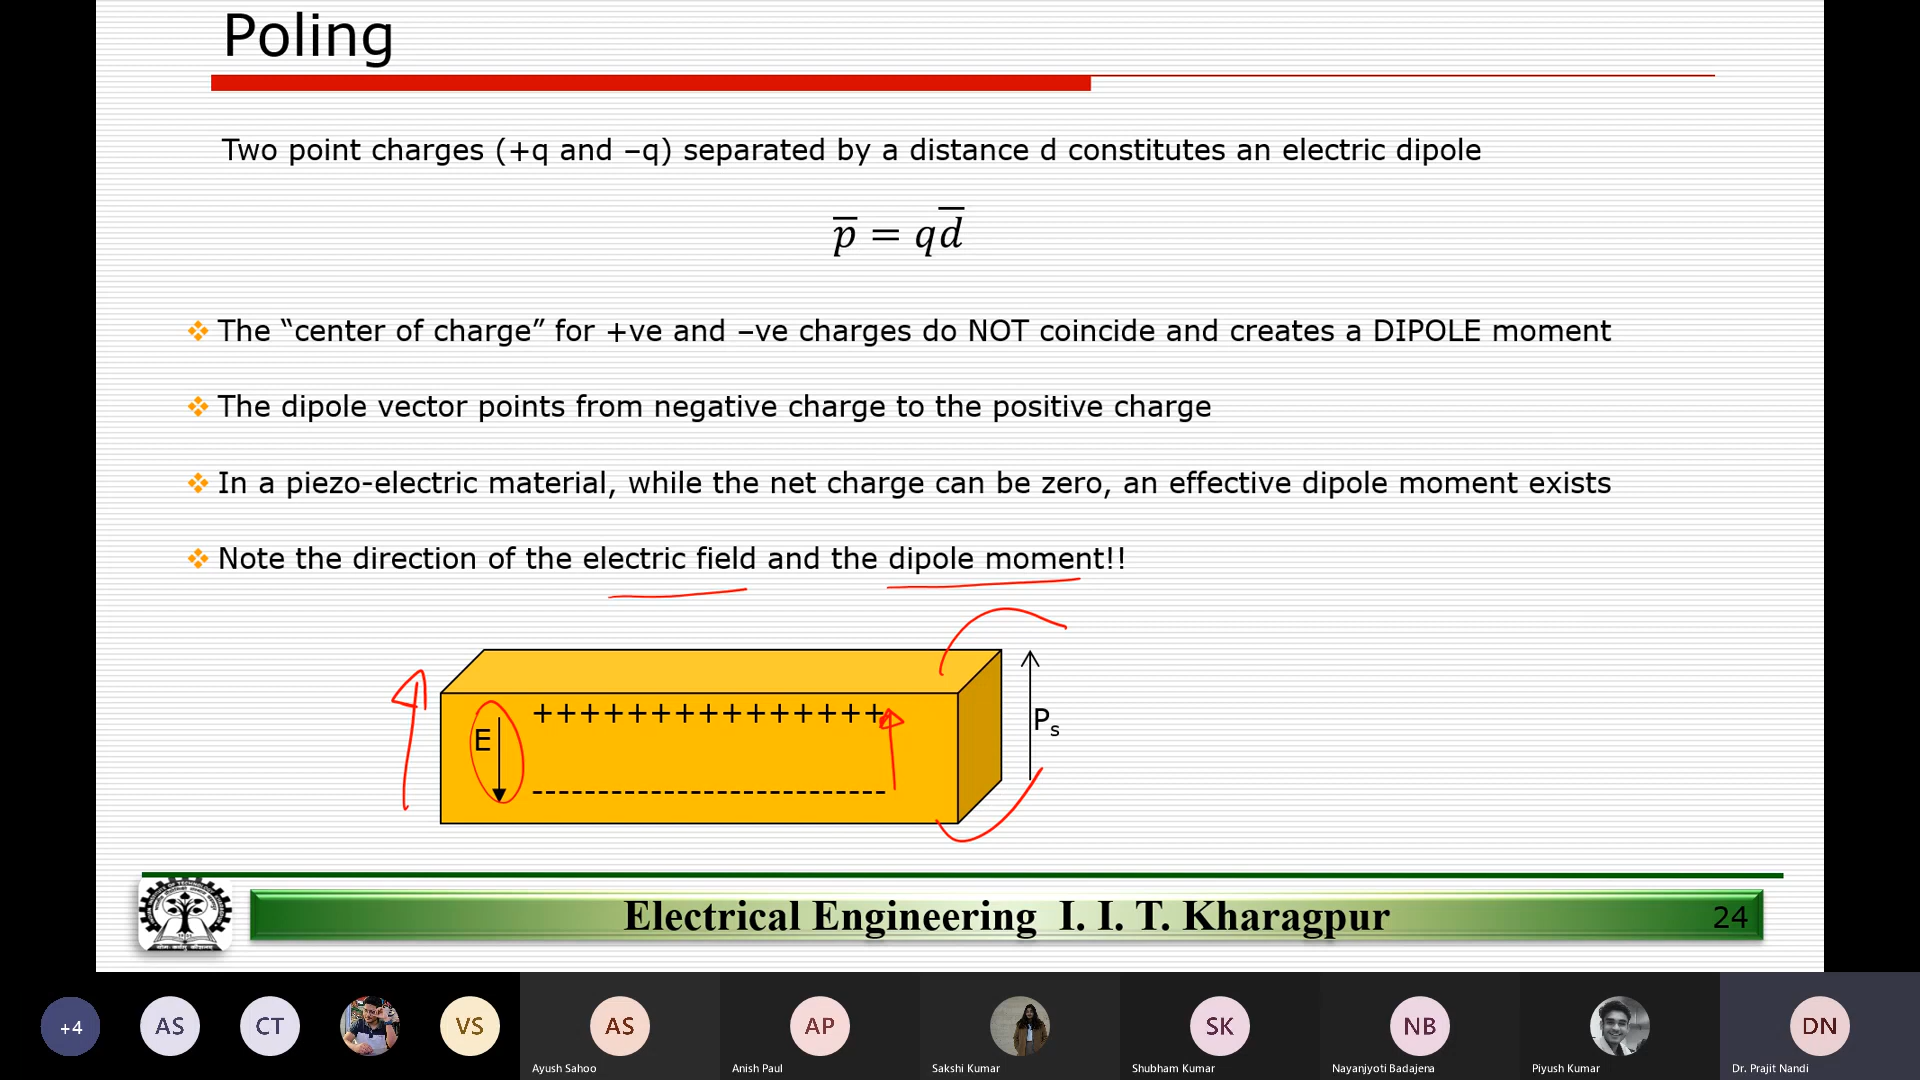 Poling
Two point charges (+q and –q) separated by a distance d constitutes an electric dipole
p̅ = qd̅
The “center of charge” for +ve and –ve charges do NOT coincide and creates a DIPOLE moment
The dipole vector points from negative charge to the positive charge
In a piezo-electric material, while the net charge can be zero, an effective dipole moment exists
Note the direction of the electric field and the dipole moment!!
+++++++++++++++
E
Ps
-------------------------
Electrical Engineering I. I. T. Kharagpur
24
+4 AS CT VS AS AP SK NB DN
Ayush Sahoo Anish Paul Sakshi Kumar Shubham Kumar Nayanjyoti Badajena Piyush Kumar Dr. Prajit Nandi